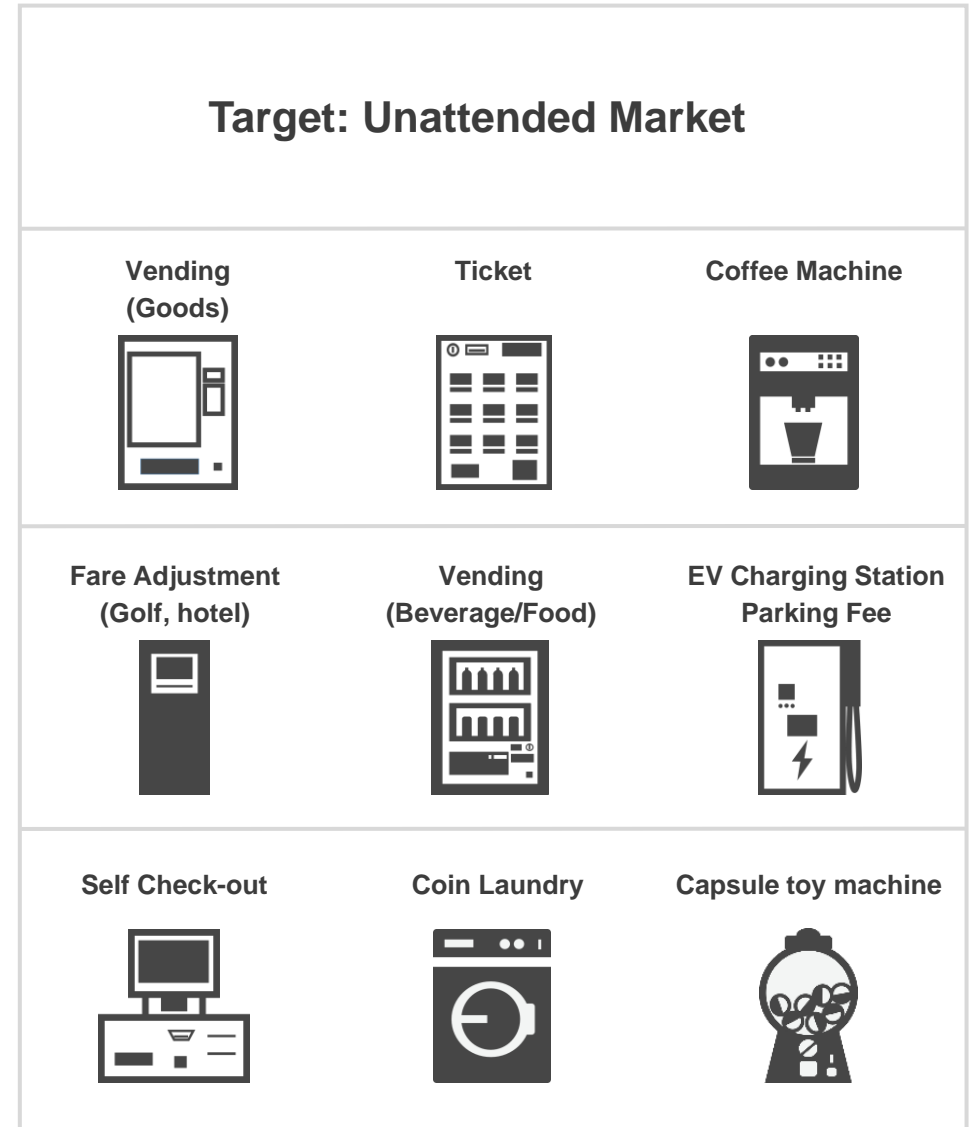 Target: Unattended Market
Vending
(Goods)
Ticket
Coffee Machine
Fare Adjustment
(Golf, hotel)
Vending
(Beverage/Food)
EV Charging Station
Parking Fee
Self Check-out
Coin Laundry
Capsule toy machine